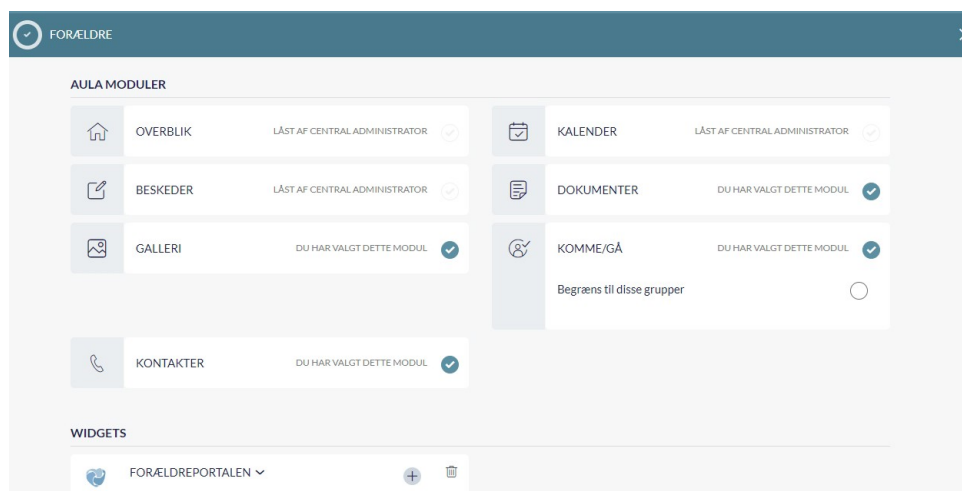 FORÆLDRE
AULA MODULER
OVERBLIK LÅST AF CENTRAL ADMINISTRATOR
KALENDER LÅST AF CENTRAL ADMINISTRATOR
BESKEDER LÅST AF CENTRAL ADMINISTRATOR
DOKUMENTER DU HAR VALGT DETTE MODUL
GALLERI DU HAR VALGT DETTE MODUL
KOMME/GÅ DU HAR VALGT DETTE MODUL
Begræns til disse grupper
KONTAKTER DU HAR VALGT DETTE MODUL
WIDGETS
FORÆLDREPORTALEN